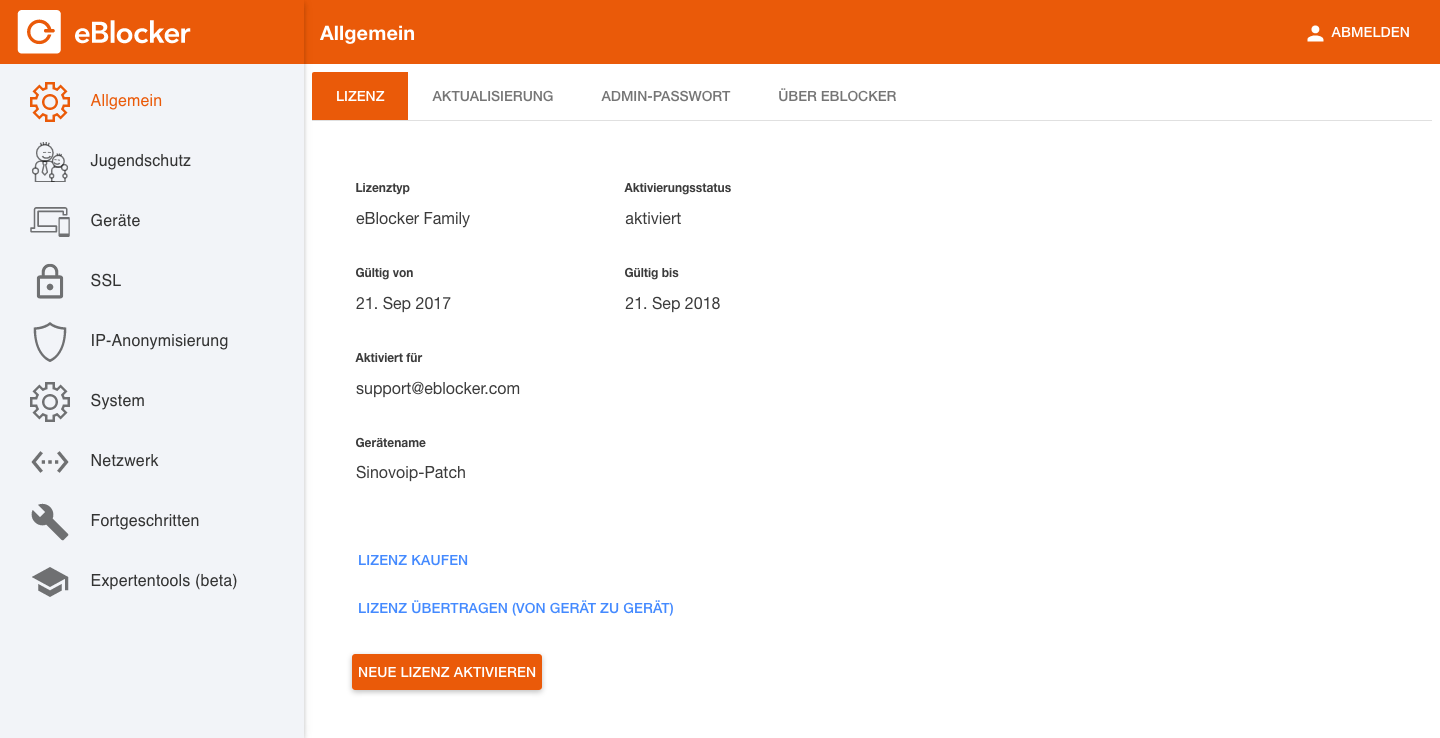 eBlocker
Allgemein
ABMELDEN
Allgemein
Jugendschutz
Geräte
SSL
IP-Anonymisierung
System
Netzwerk
Fortgeschritten
Expertentools (beta)
LIZENZ AKTUALISIERUNG ADMIN-PASSWORT ÜBER EBLOCKER
Lizenztyp Aktivierungsstatus
eBlocker Family aktiviert
Gültig von Gültig bis
21. Sep 2017 21. Sep 2018
Aktiviert für
support@eblocker.com
Gerätename
Sinovoip-Patch
LIZENZ KAUFEN
LIZENZ ÜBERTRAGEN (VON GERÄT ZU GERÄT)
NEUE LIZENZ AKTIVIEREN